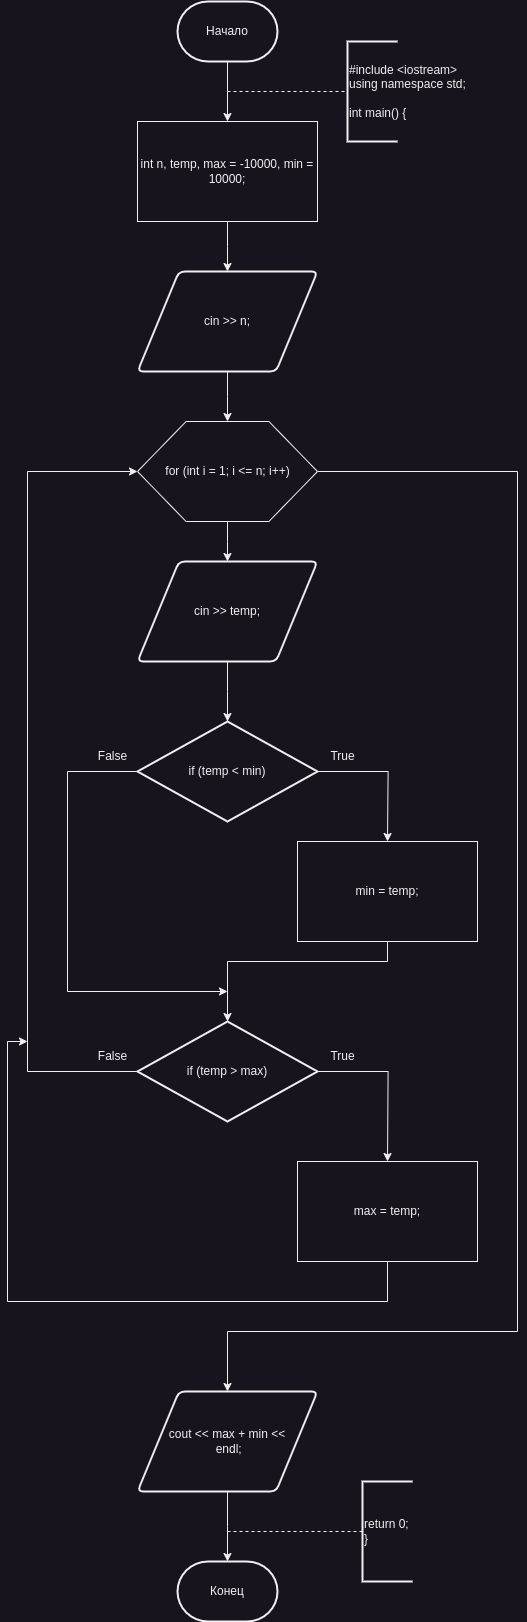 Начало
#include <iostream>
using namespace std;
int main() {
int n, temp, max = -10000, min =
10000;
cin >> n;
for (int i = 1; i <= n; i++)
cin >> temp;
False
True
if (temp < min)
min = temp;
False
True
if (temp > max)
max = temp;
cout << max + min <<
endl;
return 0;
}
Конец